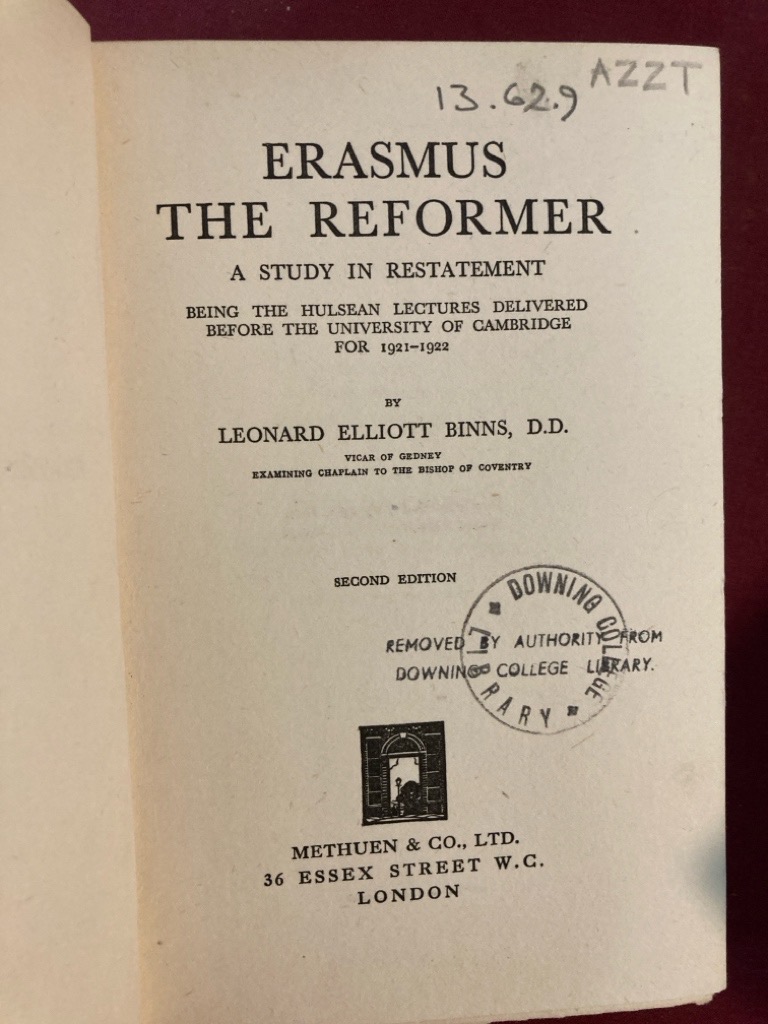 AZZT
13.62.9
ERASMUS
THE REFORMER
A STUDY IN RESTATEMENT
BEING THE HULSEAN LECTURES DELIVERED
BEFORE THE UNIVERSITY OF CAMBRIDGE
FOR 1921–1922
BY
LEONARD ELLIOTT BINNS, D.D.
VICAR OF GEDNEY
EXAMINING CHAPLAIN TO THE BISHOP OF COVENTRY
SECOND EDITION
DOWNING COLLEGE
LIBRARY
REMOVED BY AUTHORITY FROM
DOWNING COLLEGE LIBRARY.
METHUEN & CO., LTD.
36 ESSEX STREET W.C.
LONDON